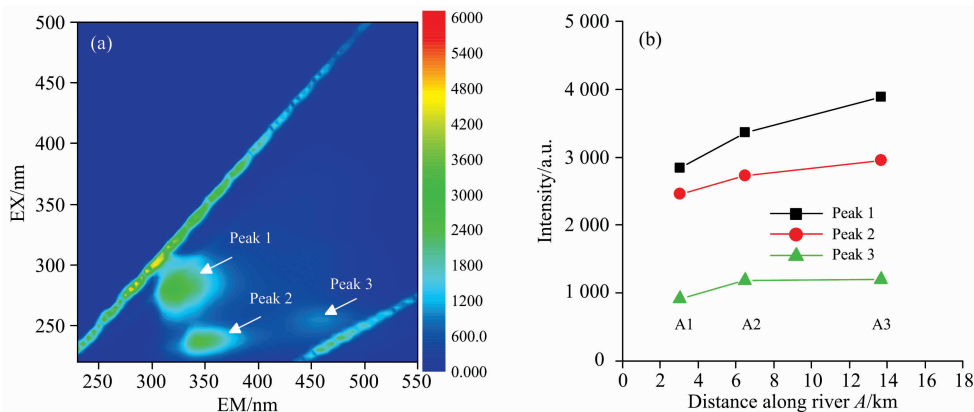 (a)
500
450
400
350
300
250
EX/nm
250 300 350 400 450 500 550
EM/nm
Peak 1
Peak 2
Peak 3
6000
5400
4800
4200
3600
3000
2400
1800
1200
600.0
0.000
(b)
5 000
4 000
3 000
2 000
1 000
0
Intensity/a.u.
Peak 1
Peak 2
Peak 3
A1 A2 A3
0 2 4 6 8 10 12 14 16 18
Distance along river A/km